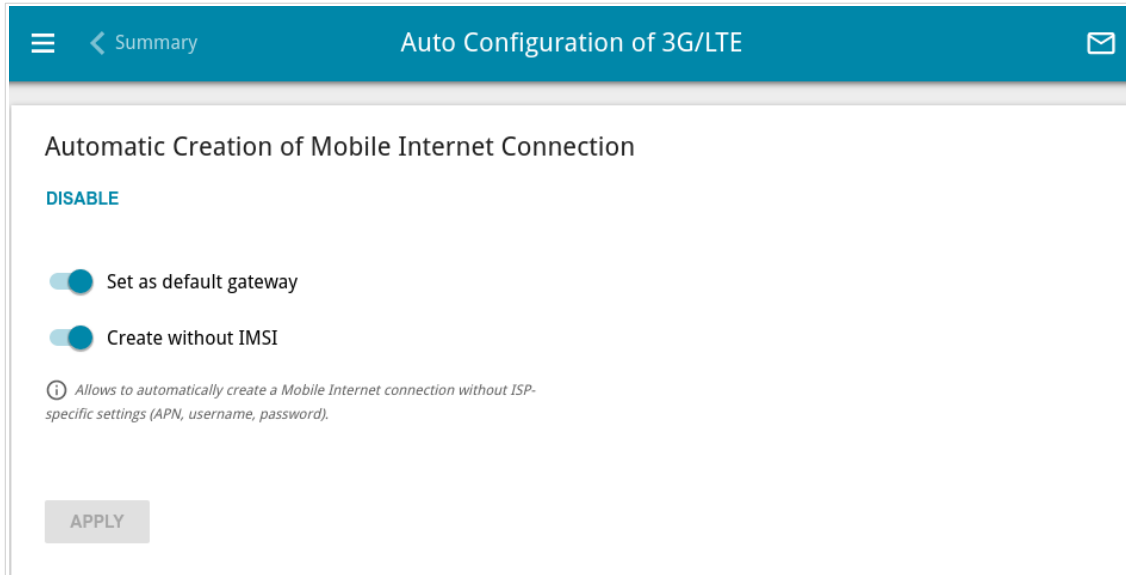 Summary
Auto Configuration of 3G/LTE
Automatic Creation of Mobile Internet Connection
DISABLE
Set as default gateway
Create without IMSI
Allows to automatically create a Mobile Internet connection without ISP-
specific settings (APN, username, password).
APPLY